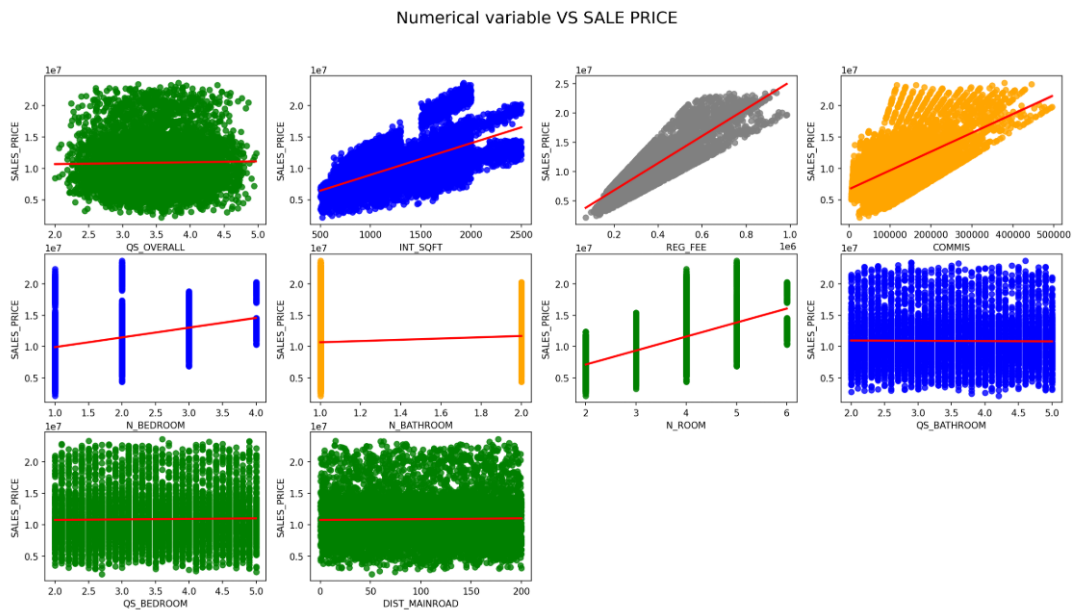 Numerical variable VS SALE PRICE
1e7
SALES_PRICE
2.0
1.5
1.0
0.5
2.0 2.5 3.0 3.5 4.0 4.5 5.0
QS_OVERALL
1e7
SALES_PRICE
2.0
1.5
1.0
0.5
500 1000 1500 2000 2500
INT_SQFT
1e7
SALES_PRICE
2.5
2.0
1.5
1.0
0.5
0.2 0.4 0.6 0.8 1.0
1e6
REG_FEE
1e7
SALES_PRICE
2.0
1.5
1.0
0.5
0 100000 200000 300000 400000 500000
COMMIS
1e7
SALES_PRICE
2.0
1.5
1.0
0.5
1.0 1.5 2.0 2.5 3.0 3.5 4.0
N_BEDROOM
1e7
SALES_PRICE
2.0
1.5
1.0
0.5
1.0 1.2 1.4 1.6 1.8 2.0
N_BATHROOM
1e7
SALES_PRICE
2.0
1.5
1.0
0.5
2 3 4 5 6
N_ROOM
1e7
SALES_PRICE
2.0
1.5
1.0
0.5
2.0 2.5 3.0 3.5 4.0 4.5 5.0
QS_BATHROOM
1e7
SALES_PRICE
2.0
1.5
1.0
0.5
2.0 2.5 3.0 3.5 4.0 4.5 5.0
QS_BEDROOM
1e7
SALES_PRICE
2.0
1.5
1.0
0.5
0 50 100 150 200
DIST_MAINROAD